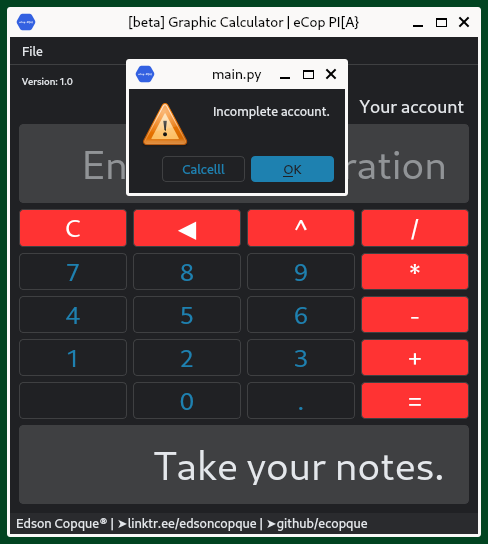 [beta] Graphic Calculator | eCop PI[A}
File
Version: 1.0
main.py
Incomplete account.
Calcelll
OK
Your account
En ration
C ◀ ^ /
7 8 9 *
4 5 6 -
1 2 3 +
0 . =
Take your notes.
Edson Copque® | ➤linktr.ee/edsoncopque | ➤github/ecopque